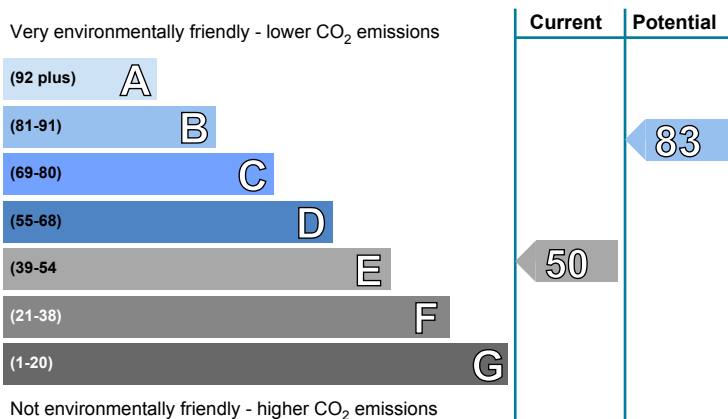 Current Potential
Very environmentally friendly - lower CO2 emissions
(92 plus) A
(81-91) B
83
(69-80) C
(55-68) D
(39-54 E
50
(21-38) F
(1-20) G
Not environmentally friendly - higher CO2 emissions